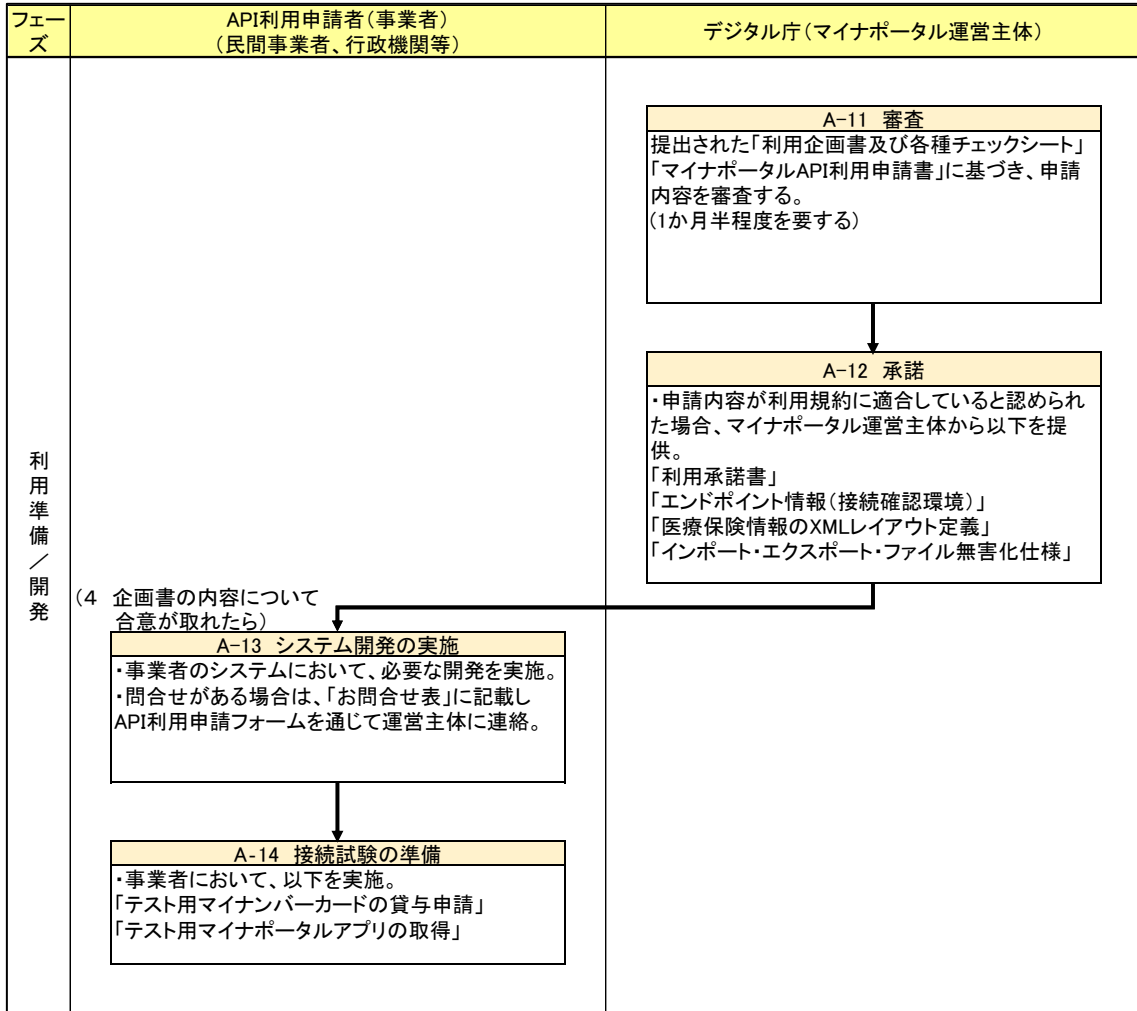 フェー
ズ
API利用申請者(事業者)
(民間事業者、行政機関等)
デジタル庁(マイナポータル運営主体)
A-11 審査
提出された「利用企画書及び各種チェックシート」
「マイナポータルAPI利用申請書」に基づき、申請
内容を審査する。
(1か月半程度を要する)
A-12 承諾
・申請内容が利用規約に適合していると認められ
た場合、マイナポータル運営主体から以下を提
供。
「利用承諾書」
「エンドポイント情報(接続確認環境)」
「医療保険情報のXMLレイアウト定義」
「インポート・エクスポート・ファイル無害化仕様」
利用準備/開発
(4 企画書の内容について
合意が取れたら)
A-13 システム開発の実施
・事業者のシステムにおいて、必要な開発を実施。
・問合せがある場合は、「お問合せ表」に記載し
API利用申請フォームを通じて運営主体に連絡。
A-14 接続試験の準備
・事業者において、以下を実施。
「テスト用マイナンバーカードの貸与申請」
「テスト用マイナポータルアプリの取得」